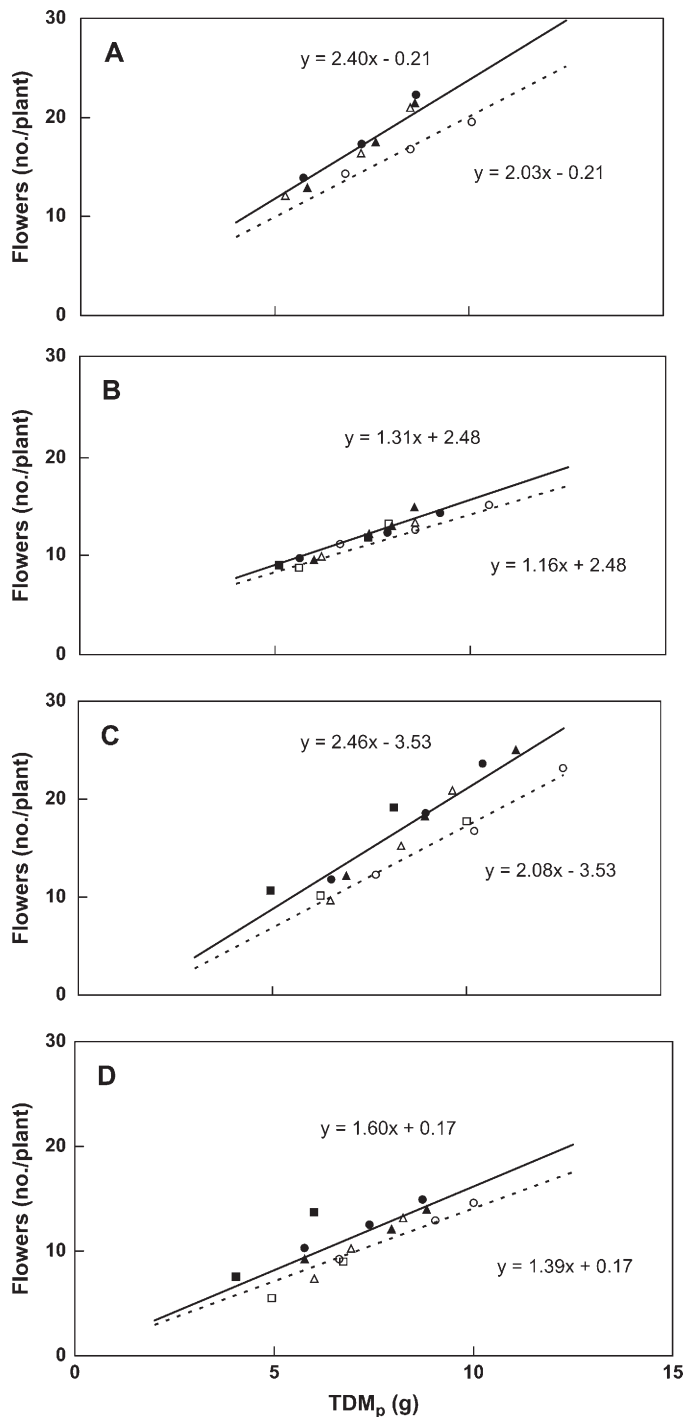 30
A
y = 2.40x - 0.21
20
y = 2.03x - 0.21
10
0
Flowers (no./plant)
30
B
y = 1.31x + 2.48
20
10
y = 1.16x + 2.48
0
Flowers (no./plant)
30
C
y = 2.46x - 3.53
20
y = 2.08x - 3.53
10
0
Flowers (no./plant)
30
D
y = 1.60x + 0.17
20
10
y = 1.39x + 0.17
0
Flowers (no./plant)
0 5 10 15
TDMp (g)